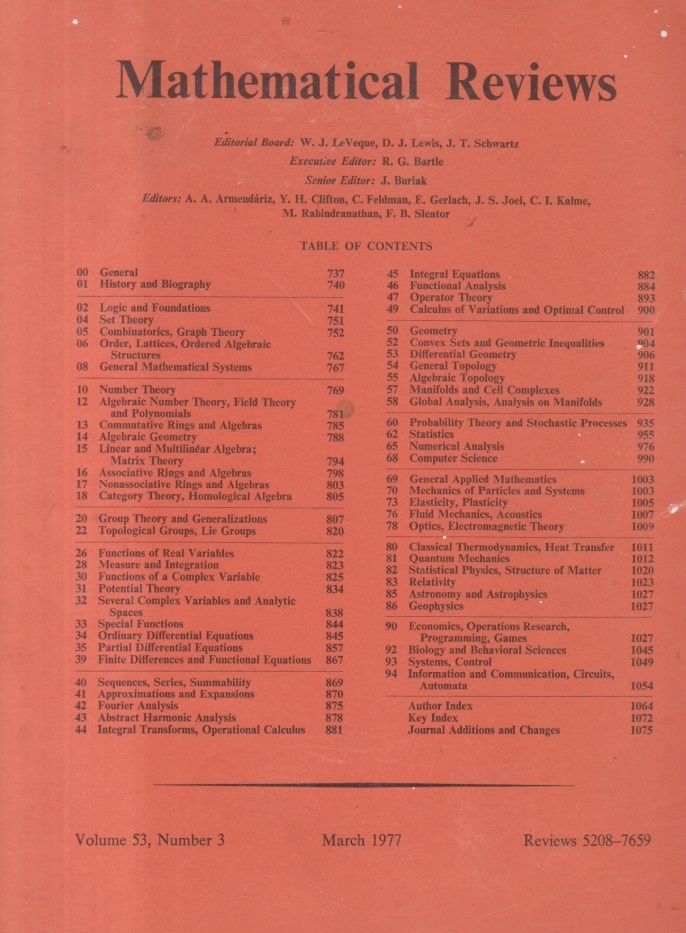 Mathematical Reviews
Editorial Board: W. J. LeVeque, D. J. Lewis, J. T. Schwartz
Executive Editor: R. G. Bartle
Senior Editor: J. Burlak
Editors: A. A. Armendáriz, Y. H. Clifton, C. Feldman, E. Gerlach, J. S. Joel, C. I. Kalme,
M. Rabindranathan, F. B. Sleator
TABLE OF CONTENTS
00 General 737
01 History and Biography 740
02 Logic and Foundations 741
04 Set Theory 751
05 Combinatorics, Graph Theory 752
06 Order, Lattices, Ordered Algebraic
Structures 762
08 General Mathematical Systems 767
10 Number Theory 769
12 Algebraic Number Theory, Field Theory
and Polynomials 781
13 Commutative Rings and Algebras 785
14 Algebraic Geometry 788
15 Linear and Multilinear Algebra;
Matrix Theory 794
16 Associative Rings and Algebras 798
17 Nonassociative Rings and Algebras 803
18 Category Theory, Homological Algebra 805
20 Group Theory and Generalizations 807
22 Topological Groups, Lie Groups 820
26 Functions of Real Variables 822
28 Measure and Integration 823
30 Functions of a Complex Variable 825
31 Potential Theory 834
32 Several Complex Variables and Analytic
Spaces 838
33 Special Functions 844
34 Ordinary Differential Equations 845
35 Partial Differential Equations 857
39 Finite Differences and Functional Equations 867
40 Sequences, Series, Summability 869
41 Approximations and Expansions 870
42 Fourier Analysis 875
43 Abstract Harmonic Analysis 878
44 Integral Transforms, Operational Calculus 881
45 Integral Equations 882
46 Functional Analysis 884
47 Operator Theory 893
49 Calculus of Variations and Optimal Control 900
50 Geometry 901
52 Convex Sets and Geometric Inequalities 904
53 Differential Geometry 906
54 General Topology 911
55 Algebraic Topology 918
57 Manifolds and Cell Complexes 922
58 Global Analysis, Analysis on Manifolds 928
60 Probability Theory and Stochastic Processes 935
62 Statistics 955
65 Numerical Analysis 976
68 Computer Science 990
69 General Applied Mathematics 1003
70 Mechanics of Particles and Systems 1003
73 Elasticity, Plasticity 1005
76 Fluid Mechanics, Acoustics 1007
78 Optics, Electromagnetic Theory 1009
80 Classical Thermodynamics, Heat Transfer 1011
81 Quantum Mechanics 1012
82 Statistical Physics, Structure of Matter 1020
83 Relativity 1023
85 Astronomy and Astrophysics 1027
86 Geophysics 1027
90 Economics, Operations Research,
Programming, Games 1027
92 Biology and Behavioral Sciences 1045
93 Systems, Control 1049
94 Information and Communication, Circuits,
Automata 1054
Author Index 1064
Key Index 1072
Journal Additions and Changes 1075
Volume 53, Number 3 March 1977 Reviews 5208–7659